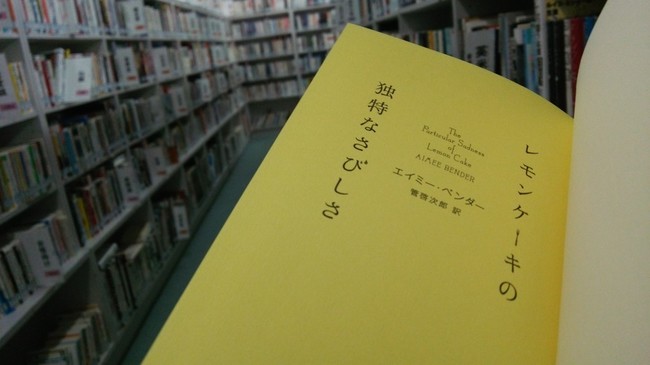 レモンケーキの
独特なさびしさ
The
Particular Sadness
of
Lemon Cake
AIMEE BENDER
エイミー・ベンダー
管啓次郎 訳